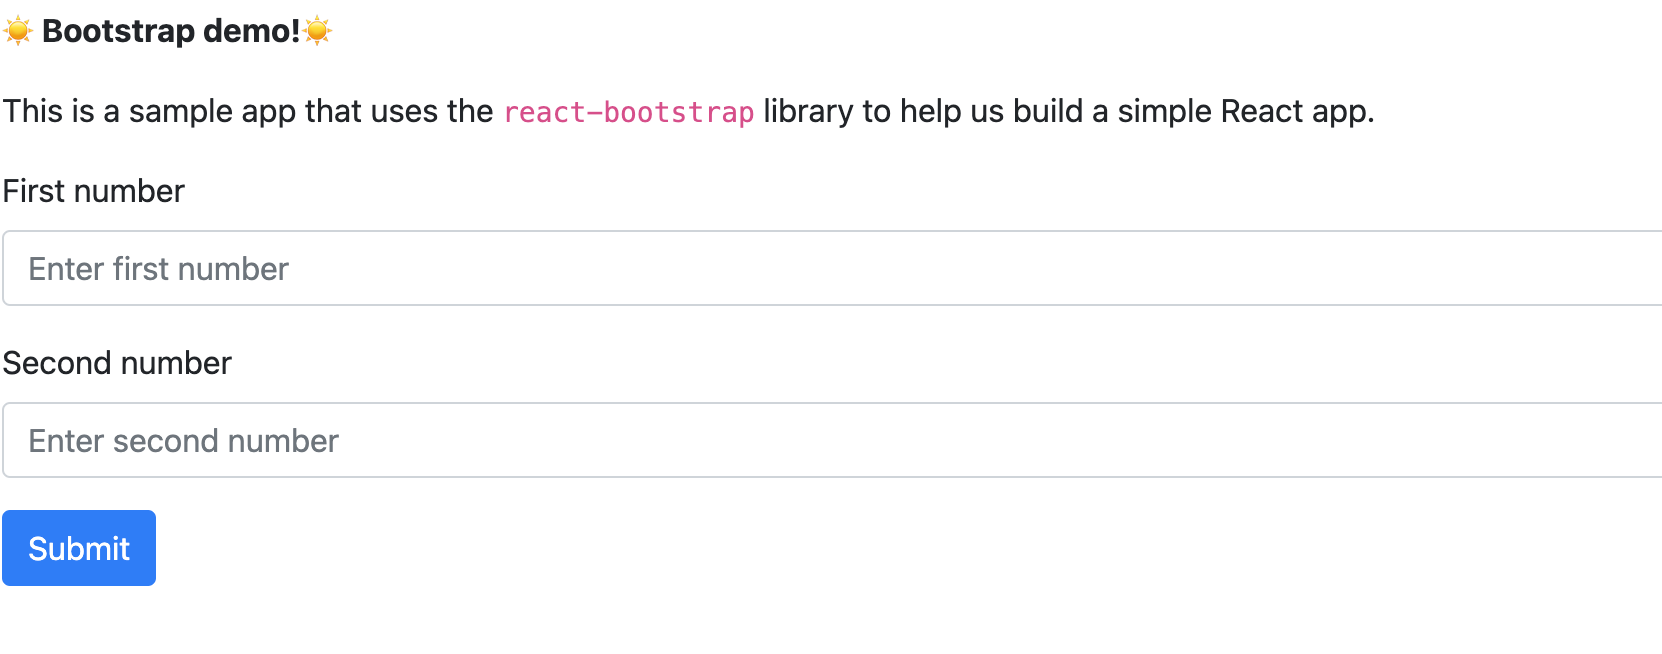 ☀️ Bootstrap demo!☀️
This is a sample app that uses the react-bootstrap library to help us build a simple React app.
First number
Enter first number
Second number
Enter second number
Submit